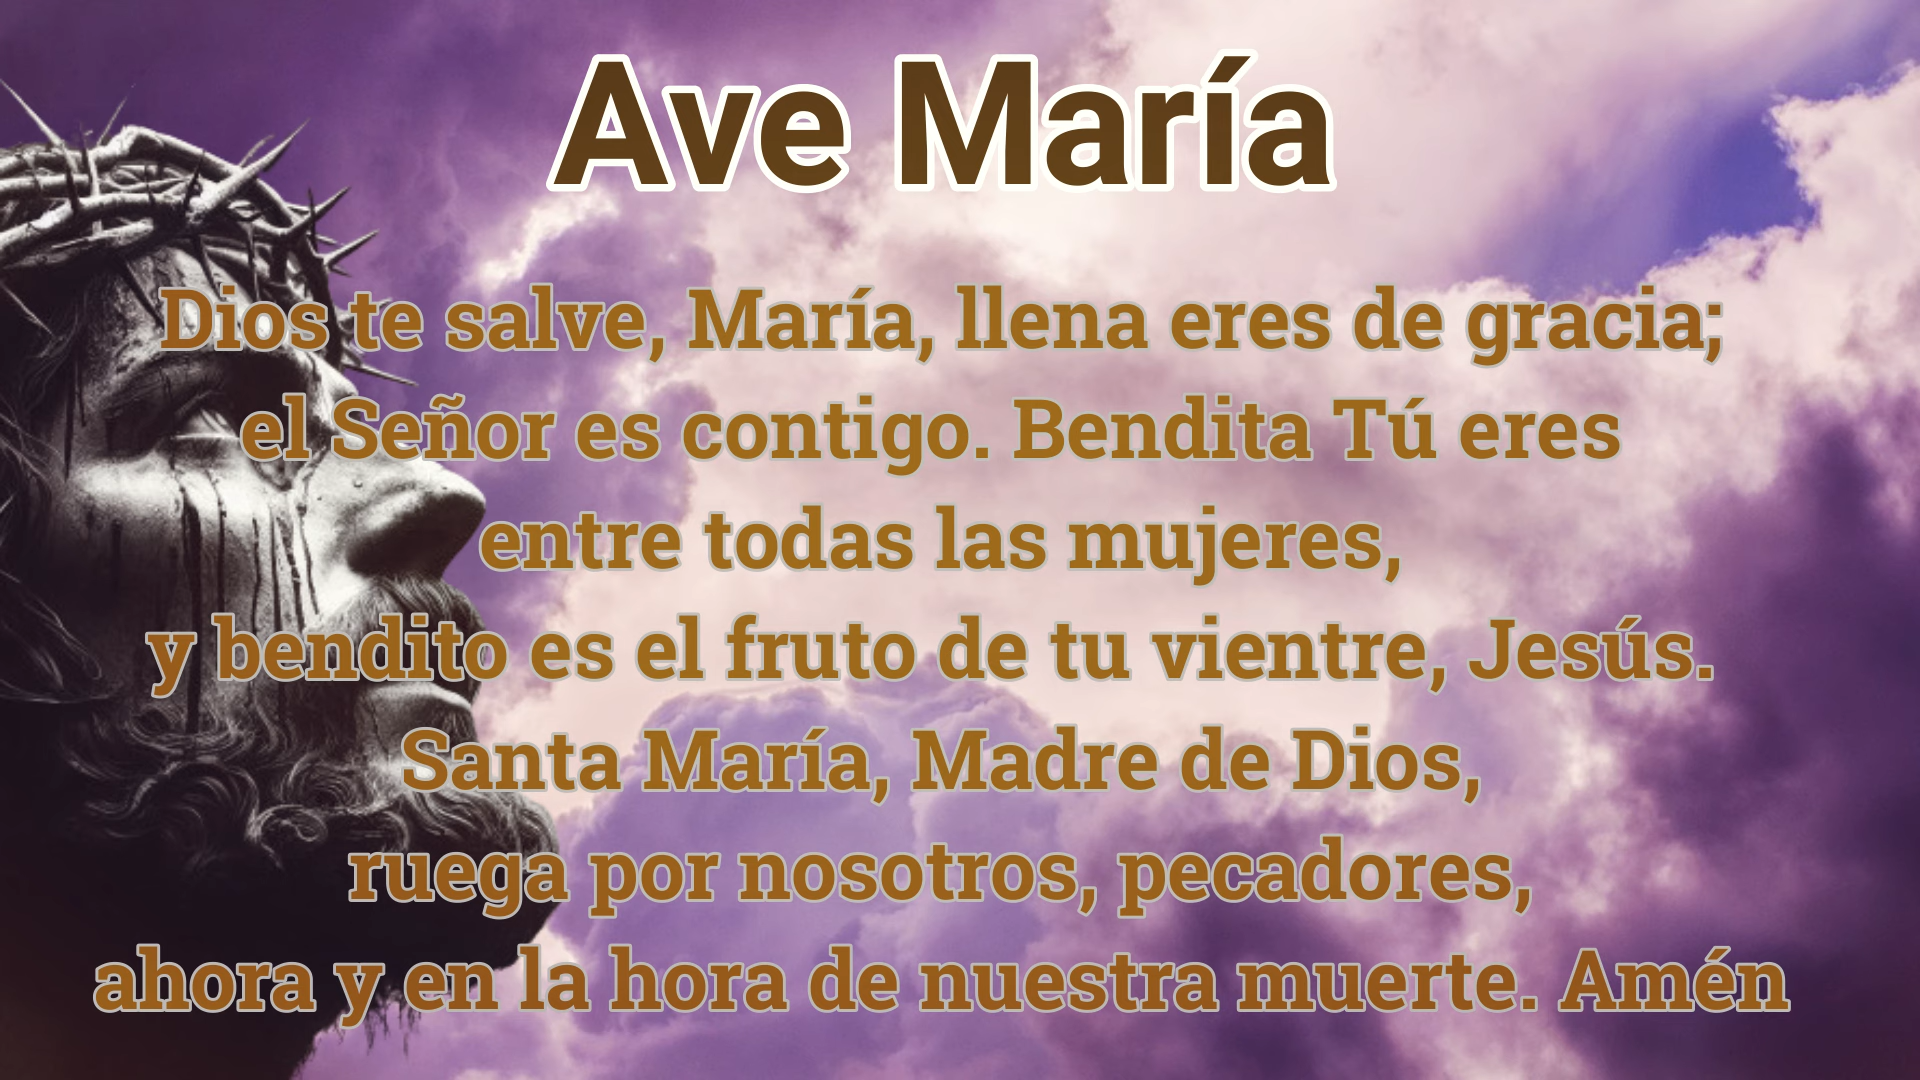 Ave María
Dios te salve, María, llena eres de gracia;
el Señor es contigo. Bendita Tú eres
entre todas las mujeres,
y bendito es el fruto de tu vientre, Jesús.
Santa María, Madre de Dios,
ruega por nosotros, pecadores,
ahora y en la hora de nuestra muerte. Amén